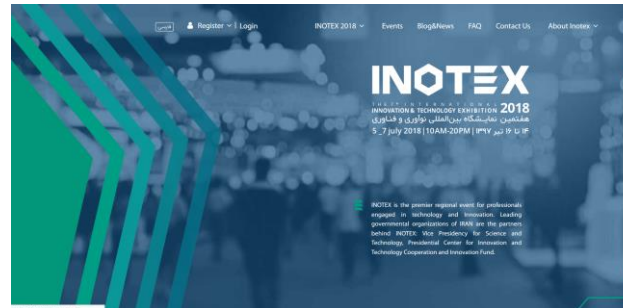 فارسی
Register | Login
INOTEX 2018
Events
Blog&News
FAQ
Contact Us
About Inotex
INOTEX
THE 7th INTERNATIONAL
INNOVATION & TECHNOLOGY EXHIBITION 2018
هفتمین نمایشگاه بین‌المللی نوآوری و فناوری
5 _7 july 2018 | 10AM-20PM | ۱۴ تا ۱۶ تیر ۱۳۹۷
INOTEX is the premier regional event for professionals
engaged in technology and Innovation. Leading
governmental organizations of IRAN are the partners
behind INOTEX: Vice Presidency for Science and
Technology, Presidential Center for Innovation and
Technology Cooperation and Innovation Fund.